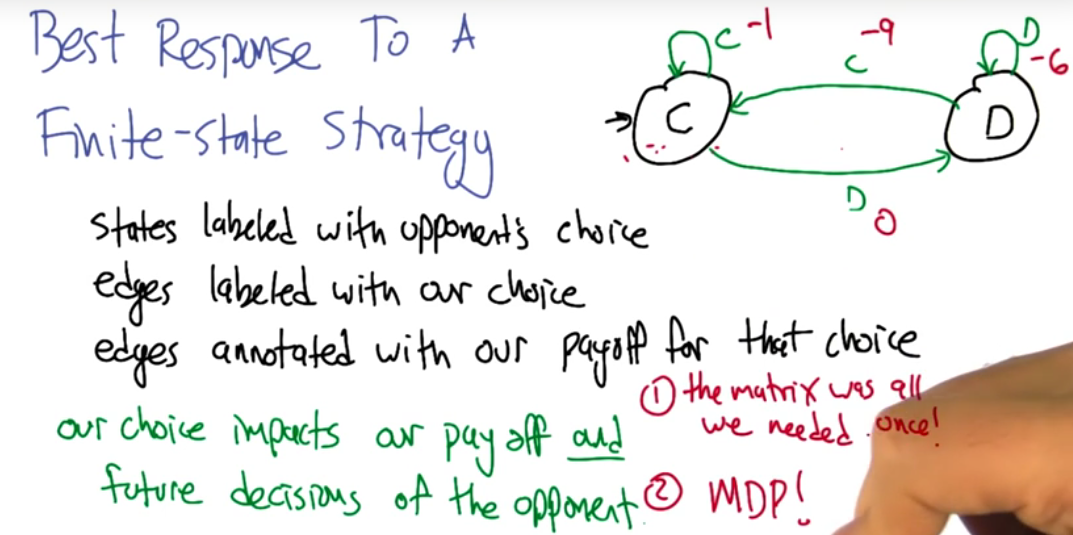 Best Response To A
Finite-state Strategy
C -1
-9
C
D
-6
C
D
D
0
states labeled with opponent's choice
edges labeled with our choice
edges annotated with our payoff for that choice
our choice impacts our payoff and
future decisions of the opponent.
① the matrix was all
we needed. once!
② MDP!